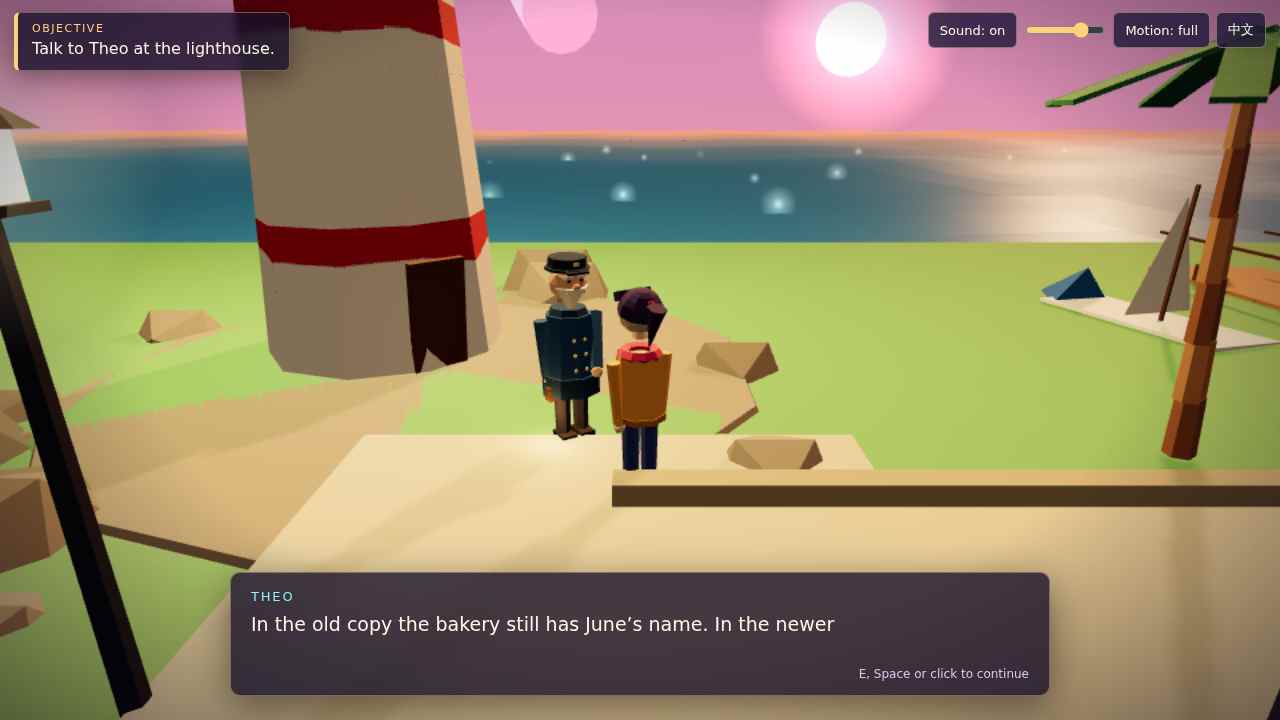 OBJECTIVE
Talk to Theo at the lighthouse.
Sound: on
Motion: full
中文
THEO
In the old copy the bakery still has June’s name. In the newer
E, Space or click to continue